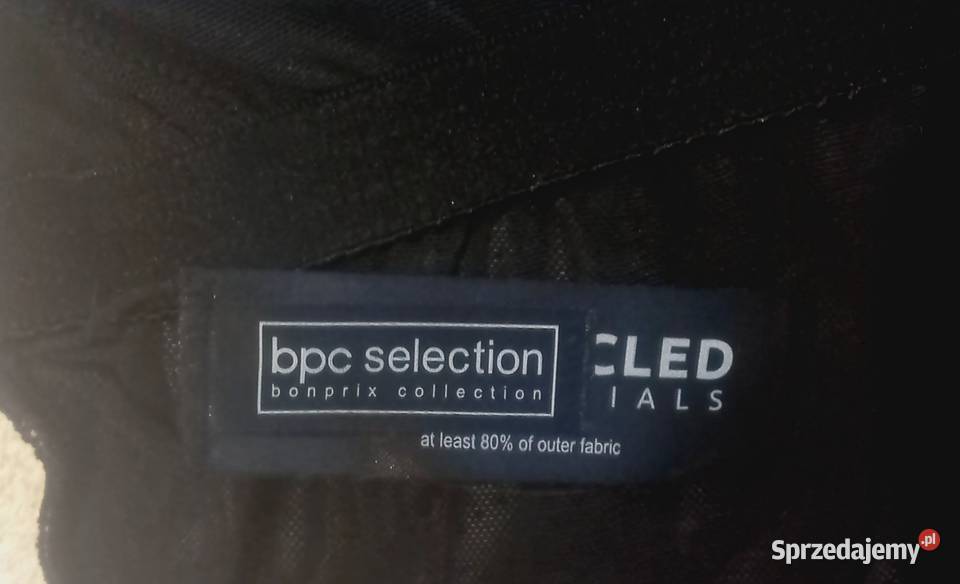 bpc selection
bonprix collection
CLED
IALS
at least 80% of outer fabric
Sprzedajemy.pl